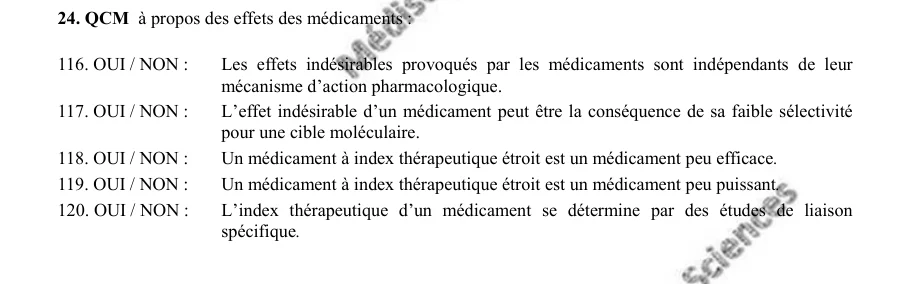 24. QCM à propos des effets des médicaments :
Médis
116. OUI / NON : Les effets indésirables provoqués par les médicaments sont indépendants de leur
mécanisme d'action pharmacologique.
117. OUI / NON : L'effet indésirable d'un médicament peut être la conséquence de sa faible sélectivité
pour une cible moléculaire.
118. OUI / NON : Un médicament à index thérapeutique étroit est un médicament peu efficace.
119. OUI / NON : Un médicament à index thérapeutique étroit est un médicament peu puissant.
120. OUI / NON : L'index thérapeutique d'un médicament se détermine par des études de liaison
spécifique.
Sciences